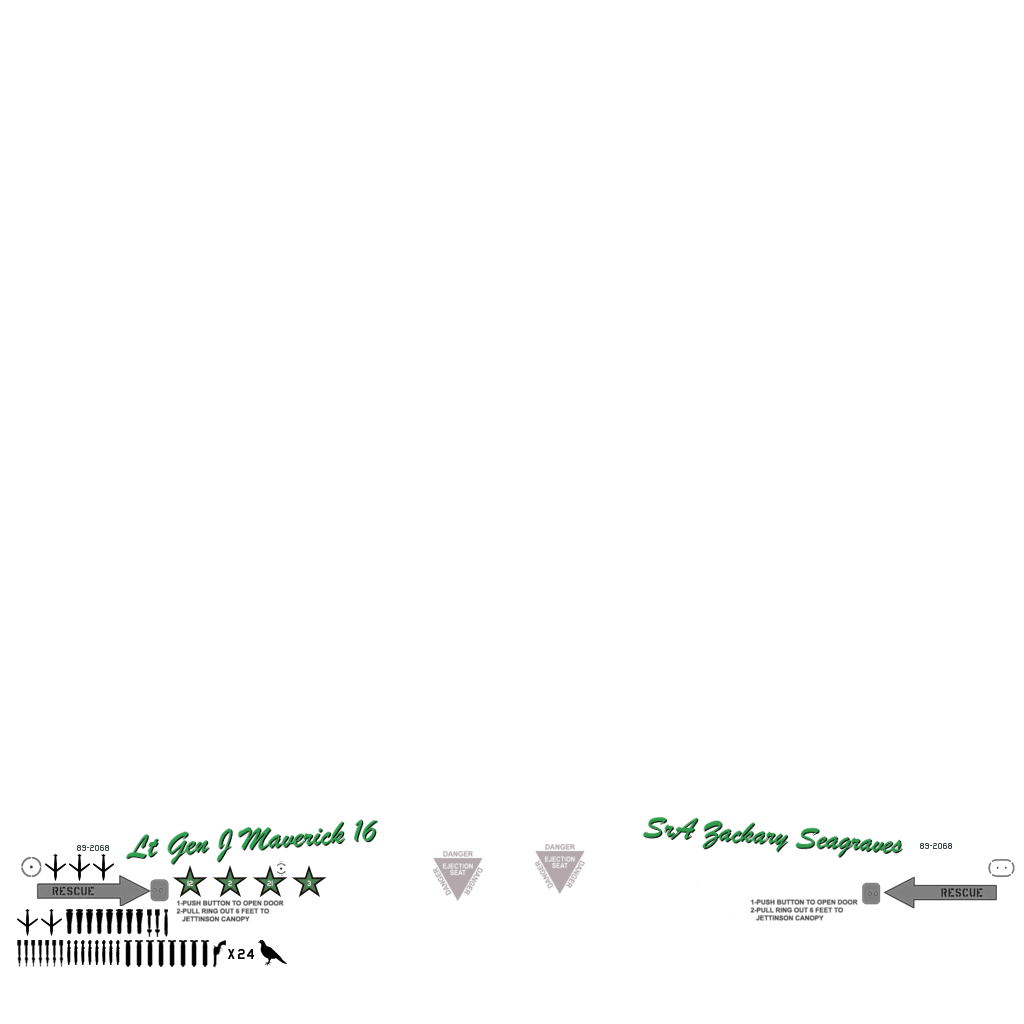 Lt Gen J Maverick 16
89-2068
RESCUE
2
3
1-PUSH BUTTON TO OPEN DOOR
2-PULL RING OUT 6 FEET TO
JETTINSON CANOPY
X24
DANGER
EJECTION
SEAT
DANGER
DANGER
DANGER
EJECTION
SEAT
DANGER
DANGER
SrA Zackary Seagraves
89-2068
RESCUE
1-PUSH BUTTON TO OPEN DOOR
2-PULL RING OUT 6 FEET TO
JETTINSON CANOPY